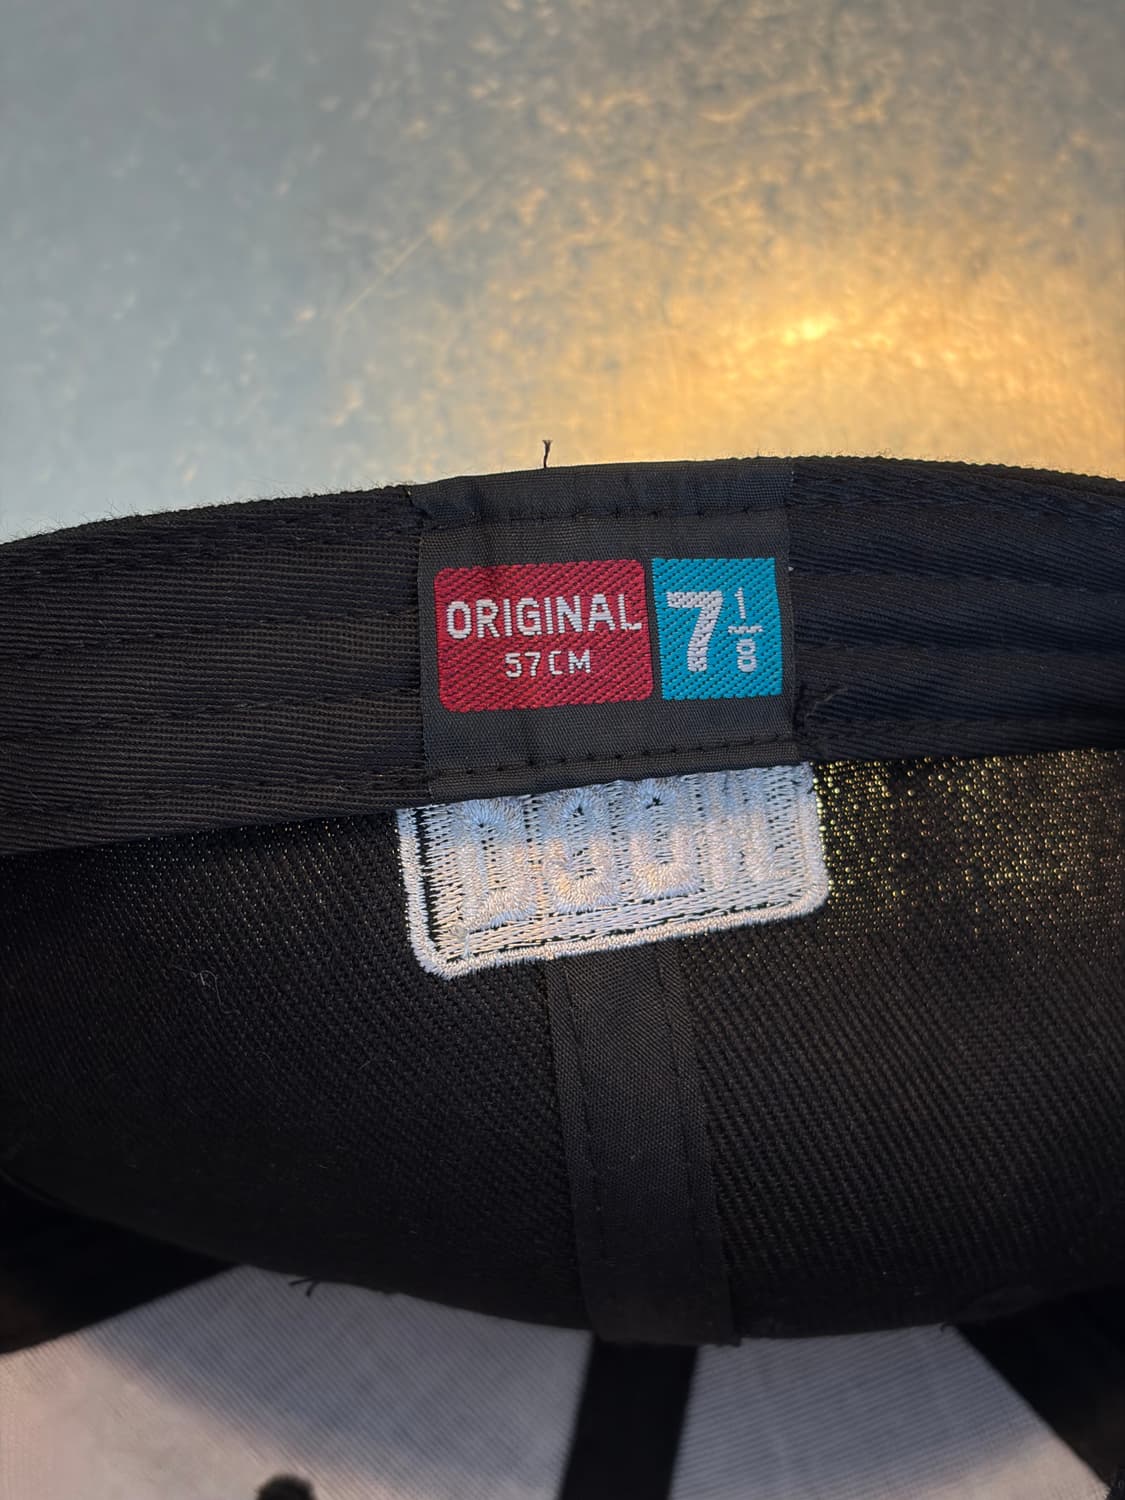 ORIGINAL
57CM
7 1/8